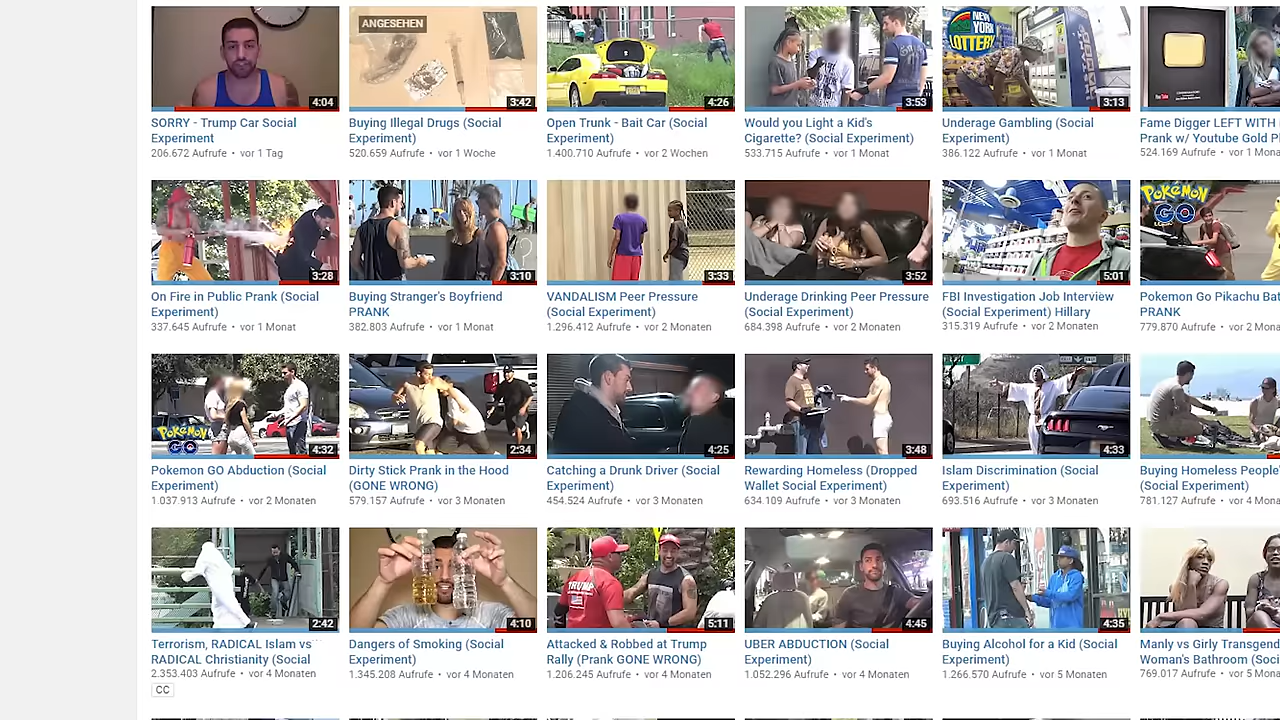 ANGESEHEN
NEW
YORK
LOTTERY
4:04
3:42
4:26
3:53
3:13
SORRY - Trump Car Social
Experiment
206.672 Aufrufe • vor 1 Tag
Buying Illegal Drugs (Social
Experiment)
520.659 Aufrufe • vor 1 Woche
Open Trunk - Bait Car (Social
Experiment)
1.400.710 Aufrufe • vor 2 Wochen
Would you Light a Kid's
Cigarette? (Social Experiment)
533.715 Aufrufe • vor 1 Monat
Underage Gambling (Social
Experiment)
386.122 Aufrufe • vor 1 Monat
Fame Digger LEFT WITH
Prank w/ Youtube Gold
524.169 Aufrufe • vor 1
POKéMON
GO
3:28
3:10
3:33
3:52
5:01
On Fire in Public Prank (Social
Experiment)
337.645 Aufrufe • vor 1 Monat
Buying Stranger's Boyfriend
PRANK
382.803 Aufrufe • vor 1 Monat
VANDALISM Peer Pressure
(Social Experiment)
1.296.412 Aufrufe • vor 2 Monaten
Underage Drinking Peer Pressure
(Social Experiment)
684.398 Aufrufe • vor 2 Monaten
FBI Investigation Job Interview
(Social Experiment) Hillary
315.319 Aufrufe • vor 2 Monaten
Pokemon Go Pikachu
PRANK
779.870 Aufrufe • vor 2
POKéMON
GO
4:32
2:34
4:25
3:48
4:33
Pokemon GO Abduction (Social
Experiment)
1.037.913 Aufrufe • vor 2 Monaten
Dirty Stick Prank in the Hood
(GONE WRONG)
579.157 Aufrufe • vor 3 Monaten
Catching a Drunk Driver (Social
Experiment)
454.524 Aufrufe • vor 3 Monaten
Rewarding Homeless (Dropped
Wallet Social Experiment)
634.109 Aufrufe • vor 3 Monaten
Islam Discrimination (Social
Experiment)
693.516 Aufrufe • vor 3 Monaten
Buying Homeless People'
Experiment)
781.127 Aufrufe • vor 4
TRUMP
2:42
4:10
5:11
4:45
4:35
Terrorism, RADICAL Islam vs
RADICAL Christianity (Social
2.353.403 Aufrufe • vor 4 Monaten
CC
Dangers of Smoking (Social
Experiment)
1.345.208 Aufrufe • vor 4 Monaten
Attacked & Robbed at Trump
Rally (Prank GONE WRONG)
1.206.245 Aufrufe • vor 4 Monaten
UBER ABDUCTION (Social
Experiment)
1.052.296 Aufrufe • vor 4 Monaten
Buying Alcohol for a Kid (Social
Experiment)
1.266.570 Aufrufe • vor 5 Monaten
Manly vs Girly
Woman's Bathroom
769.017 Aufrufe • vor 5